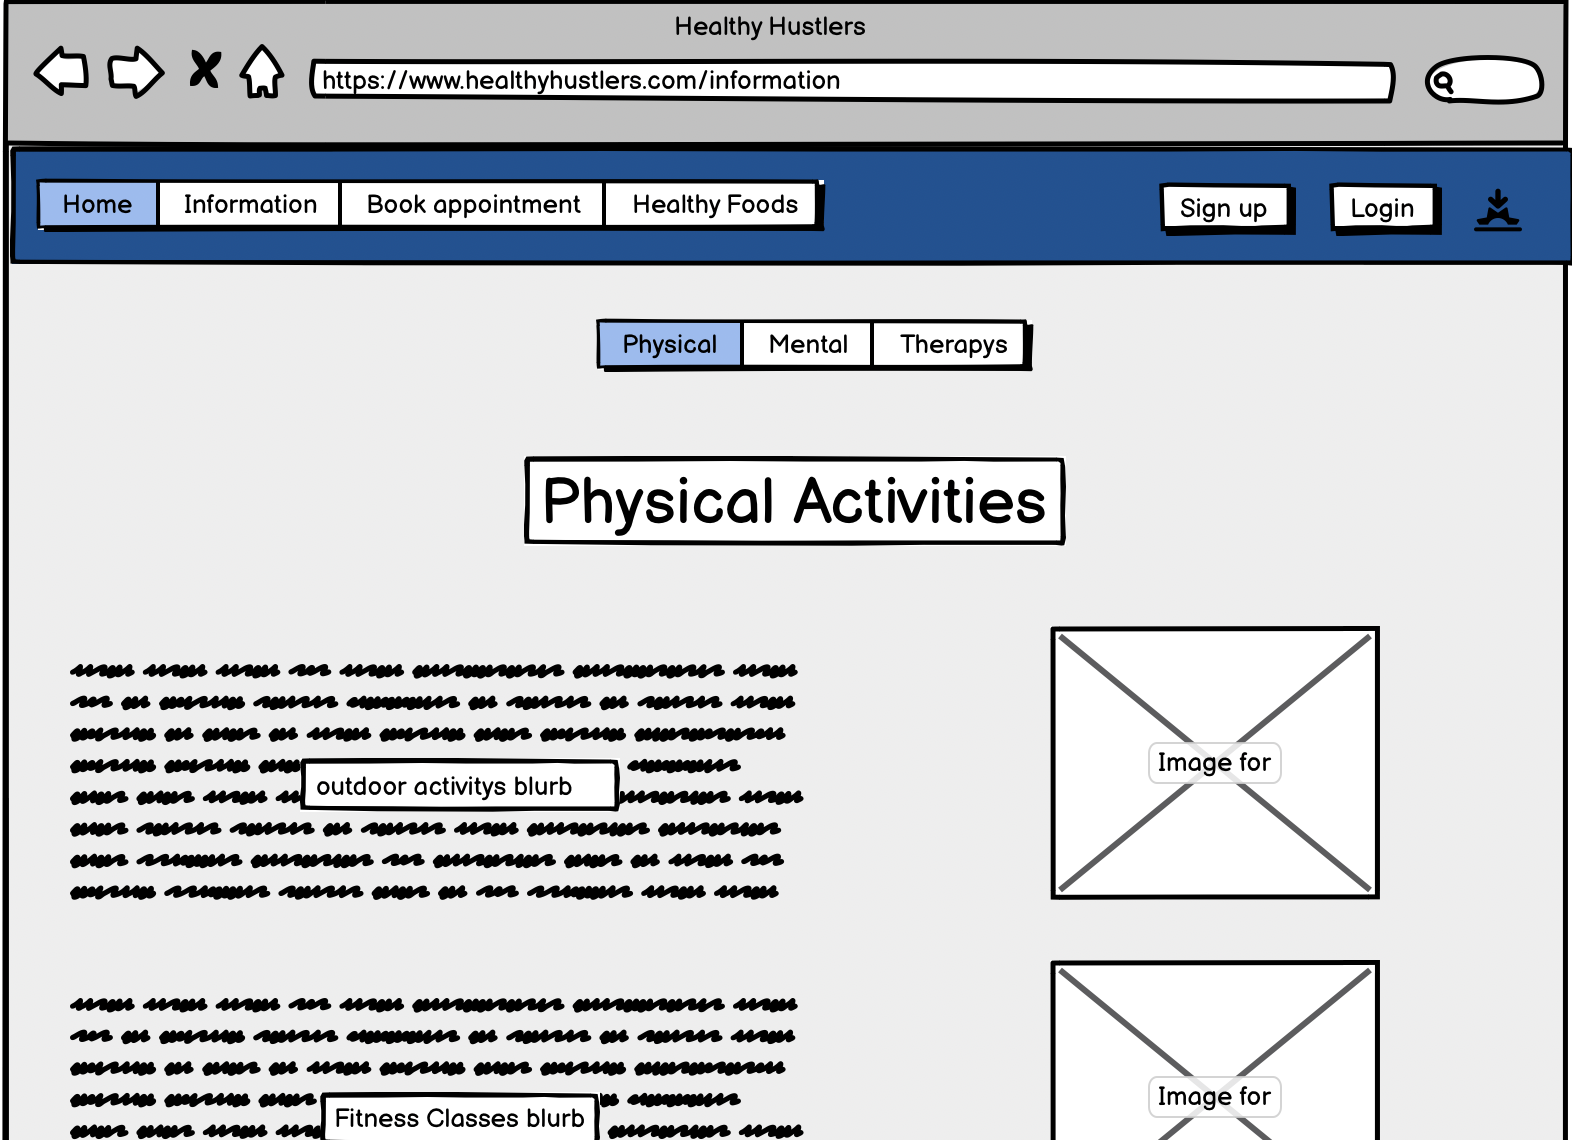 Healthy Hustlers
https://www.healthyhustlers.com/information
Home Information Book appointment Healthy Foods Sign up Login
Physical Mental Therapys
Physical Activities
outdoor activitys blurb
Image for
Fitness Classes blurb
Image for